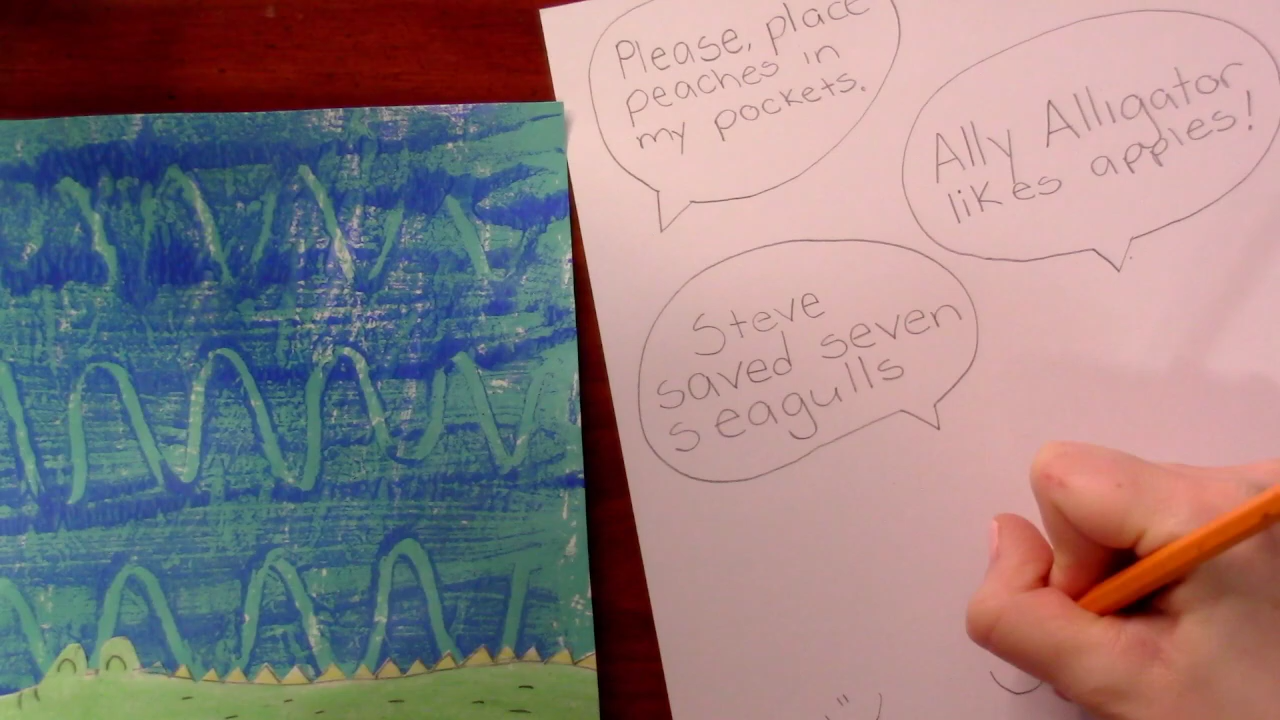 Please, place
peaches in
my pockets.
Ally Alligator
likes apples!
Steve
saved seven
seagulls